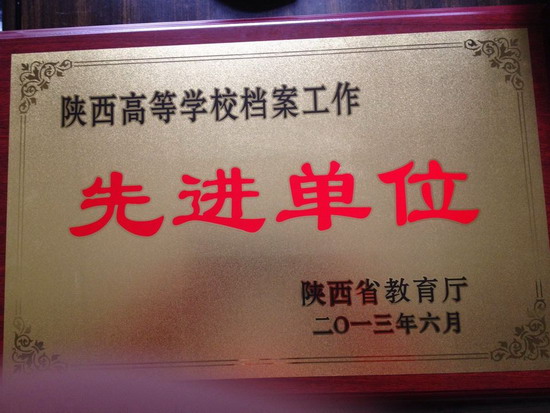 陕西高等学校档案工作
先进单位
陕西省教育厅
二〇一三年六月